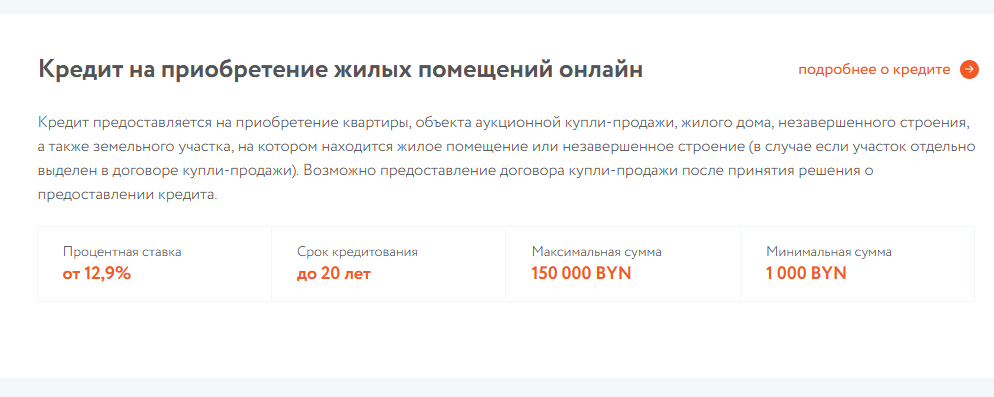 Кредит на приобретение жилых помещений онлайн
подробнее о кредите
Кредит предоставляется на приобретение квартиры, объекта аукционной купли-продажи, жилого дома, незавершенного строения,
а также земельного участка, на котором находится жилое помещение или незавершенное строение (в случае если участок отдельно
выделен в договоре купли-продажи). Возможно предоставление договора купли-продажи после принятия решения о
предоставлении кредита.
Процентная ставка
от 12,9%
Срок кредитования
до 20 лет
Максимальная сумма
150 000 BYN
Минимальная сумма
1 000 BYN